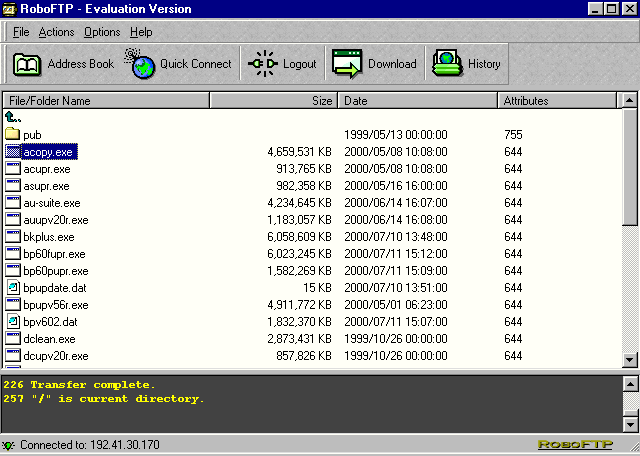 RoboFTP - Evaluation Version
File Actions Options Help
Address Book Quick Connect Logout Download History
File/Folder Name Size Date Attributes
..
pub 1999/05/13 00:00:00 755
acopy.exe 4,659,531 KB 2000/05/08 10:08:00 644
acupr.exe 913,765 KB 2000/05/08 10:08:00 644
asupr.exe 982,358 KB 2000/05/16 16:00:00 644
au-suite.exe 4,234,645 KB 2000/06/14 16:07:00 644
auupv20r.exe 1,183,057 KB 2000/06/14 16:08:00 644
bkplus.exe 6,058,609 KB 2000/07/10 13:48:00 644
bp60fupr.exe 6,023,245 KB 2000/07/11 15:12:00 644
bp60pupr.exe 1,582,269 KB 2000/07/11 15:09:00 644
bpupdate.dat 15 KB 2000/07/10 13:51:00 644
bpupv56r.exe 4,911,772 KB 2000/05/01 06:23:00 644
bpv602.dat 1,832,370 KB 2000/07/11 15:07:00 644
dclean.exe 2,873,431 KB 1999/10/26 00:00:00 644
dcupv20r.exe 857,826 KB 1999/10/26 00:00:00 644
226 Transfer complete.
257 "/" is current directory.
Connected to: 192.41.30.170 RoboFTP